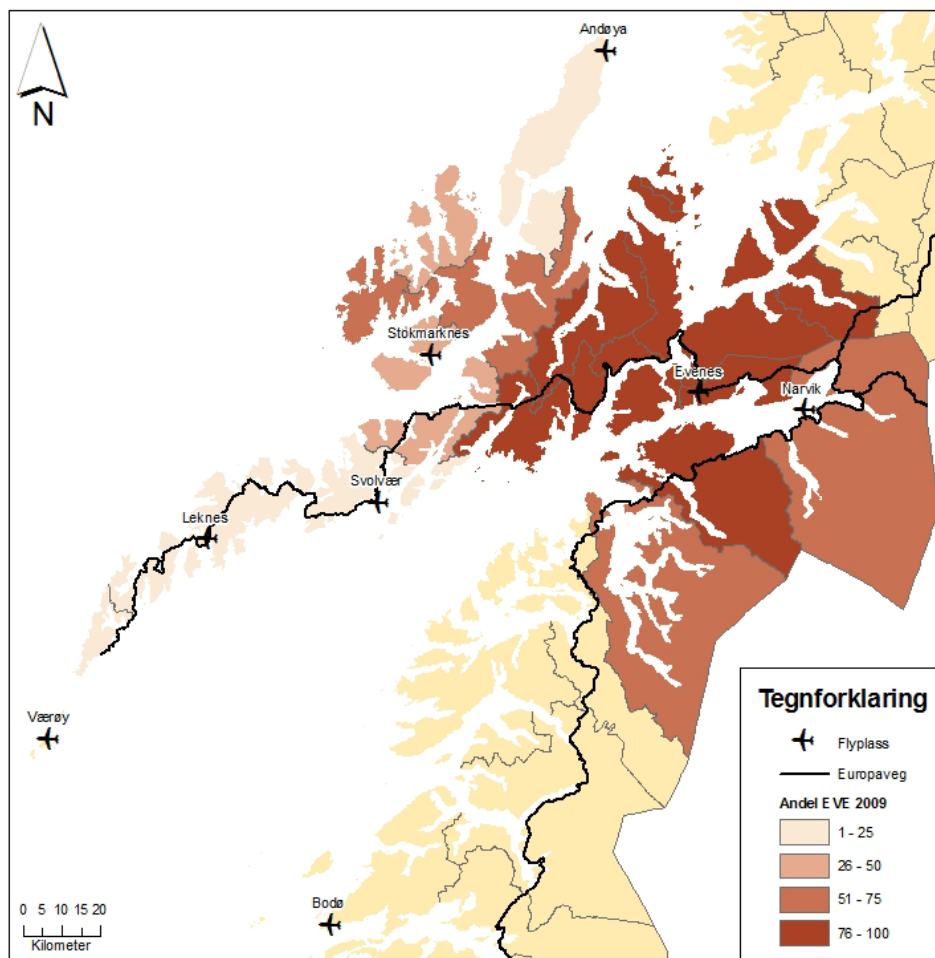 Andøya
N
Stokmarknes
Evenes
Narvik
Svolvær
Leknes
Værøy
Bodø
0 5 10 15 20
Kilometer
Tegnforklaring
Flyplass
Europaveg
Andel EVE 2009
1 - 25
26 - 50
51 - 75
76 - 100